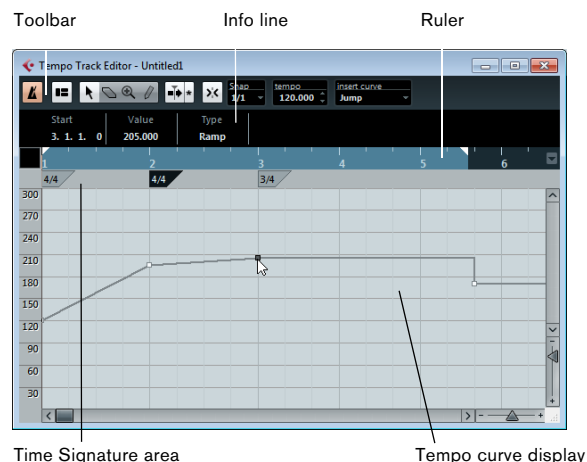 Toolbar Info line Ruler
Tempo Track Editor - Untitled1
Snap tempo insert curve
1/1 120.000 Jump
Start Value Type
3. 1. 1. 0 205.000 Ramp
1 2 3 4 5 6
4/4 4/4 3/4
300
270
240
210
180
150
120
90
60
30
Time Signature area Tempo curve display